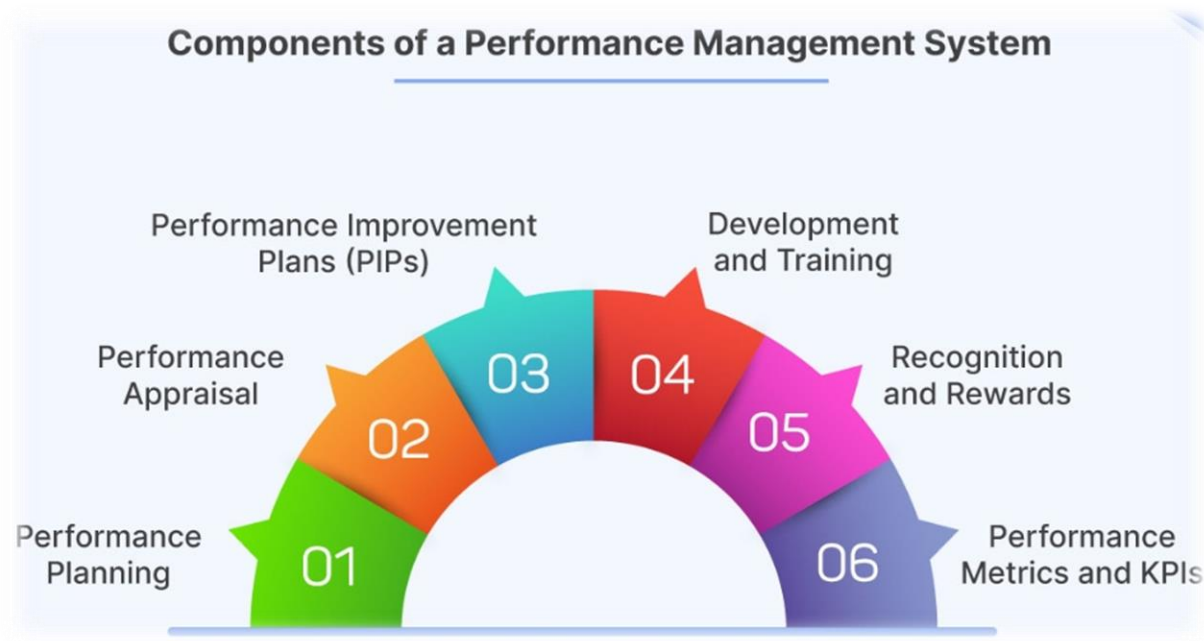 Components of a Performance Management System
Performance Improvement
Plans (PIPs)
Development
and Training
Performance
Appraisal
Recognition
and Rewards
Performance
Planning
Performance
Metrics and KPIs
01
02
03
04
05
06